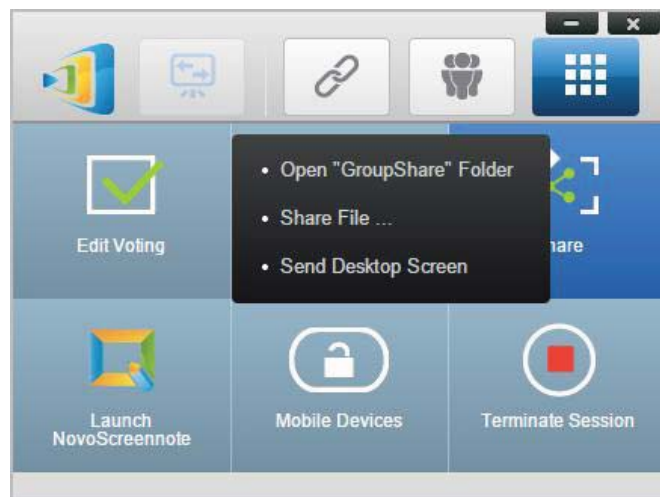 Open "GroupShare" Folder
Share File ...
Send Desktop Screen
Edit Voting
hare
Launch
NovoScreennote
Mobile Devices
Terminate Session